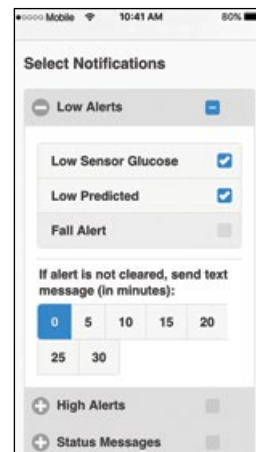 Mobile 10:41 AM 80%
Select Notifications
Low Alerts
Low Sensor Glucose
Low Predicted
Fall Alert
If alert is not cleared, send text
message (in minutes):
0 5 10 15 20
25 30
High Alerts
Status Messages